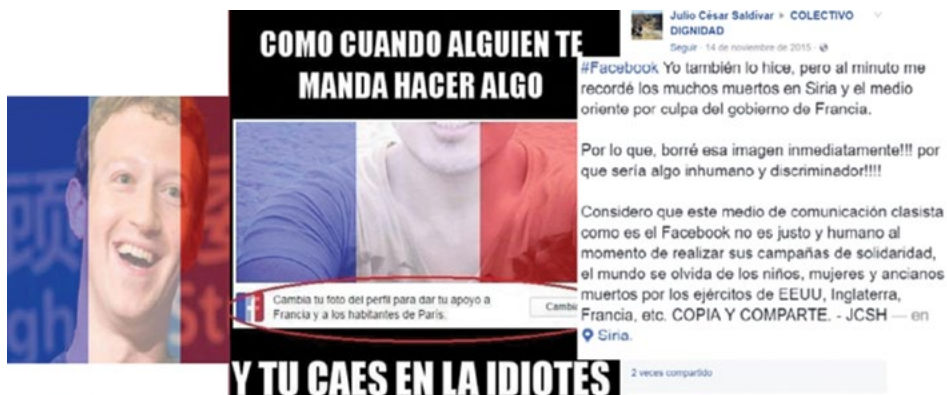 COMO CUANDO ALGUIEN TE
MANDA HACER ALGO
Cambia tu foto del perfil para dar tu apoyo a
Francia y a los habitantes de París.
Cambi
Y TU CAES EN LA IDIOTES
Julio César Saldívar ▸ COLECTIVO
DIGNIDAD
Seguir · 14 de noviembre de 2015 ·
#Facebook Yo también lo hice, pero al minuto me
recordé los muchos muertos en Siria y el medio
oriente por culpa del gobierno de Francia.
Por lo que, borré esa imagen inmediatamente!!! por
que sería algo inhumano y discriminador!!!!
Considero que este medio de comunicación clasista
como es el Facebook no es justo y humano al
momento de realizar sus campañas de solidaridad,
el mundo se olvida de los niños, mujeres y ancianos
muertos por los ejércitos de EEUU, Inglaterra,
Francia, etc. COPIA Y COMPARTE. - JCSH — en
Siria.
2 veces compartido